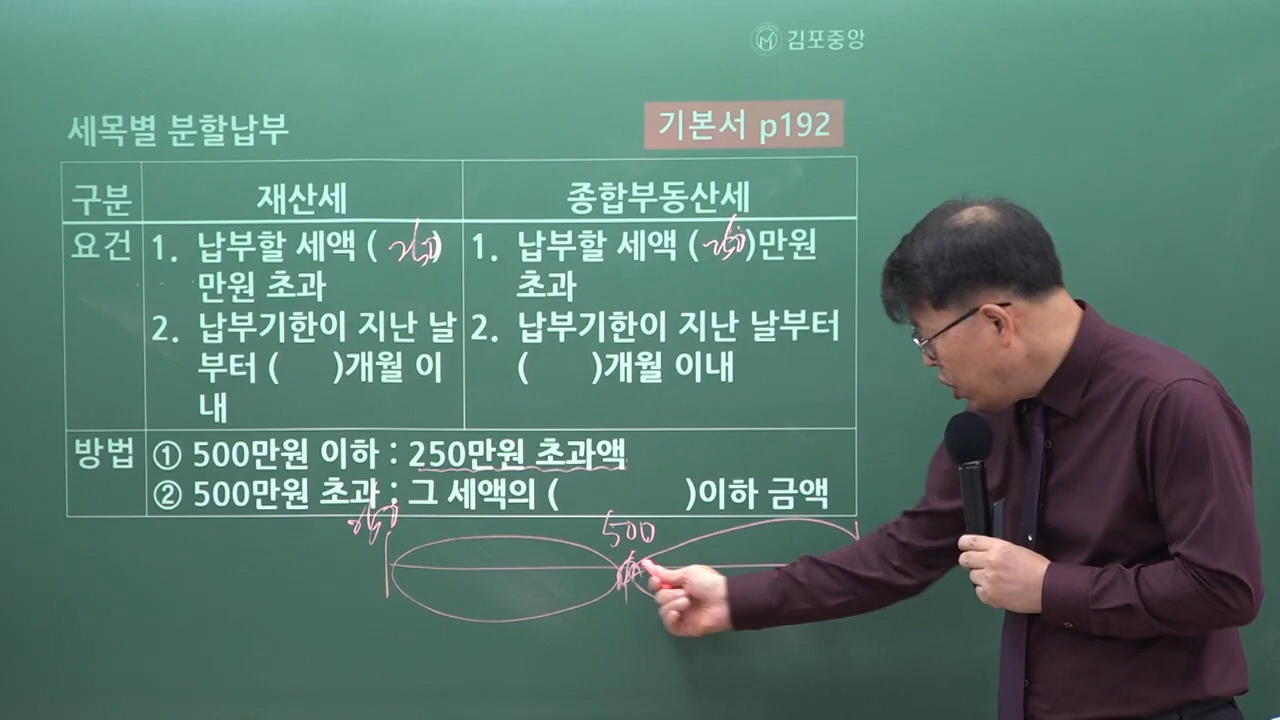 김포중앙
세목별 분할납부
기본서 p192
구분
재산세
종합부동산세
요건
1. 납부할 세액 ( 250)
만원 초과
2. 납부기한이 지난 날
부터 ( )개월 이
내
1. 납부할 세액 (250)만원
초과
2. 납부기한이 지난 날부터
( )개월 이내
방법
① 500만원 이하 : 250만원 초과액
② 500만원 초과 : 그 세액의 ( )이하 금액
250
500